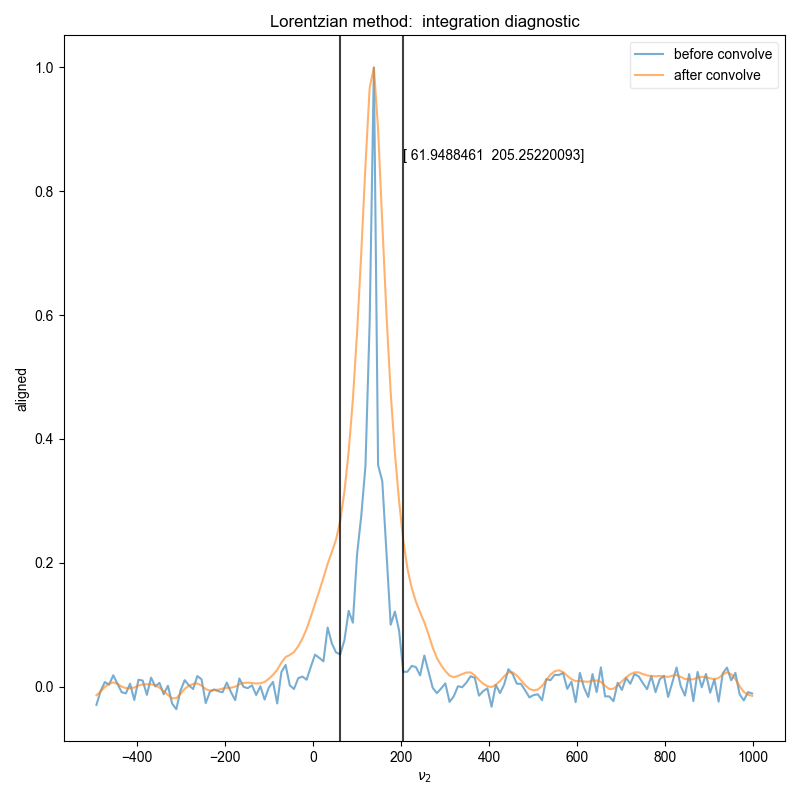 Lorentzian method:  integration diagnostic
before convolve
after convolve
[ 61.9488461  205.25220093]
aligned
1.0
0.8
0.6
0.4
0.2
0.0
−400
−200
0
200
400
600
800
1000
ν₂